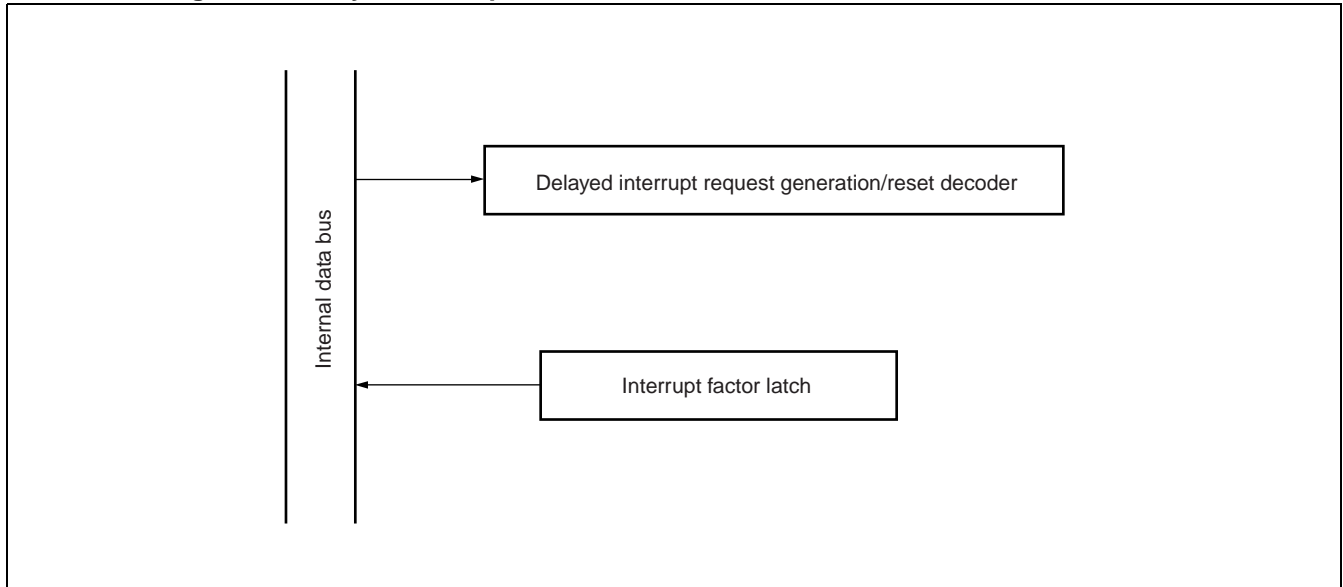 Delayed interrupt request generation/reset decoder
Internal data bus
Interrupt factor latch